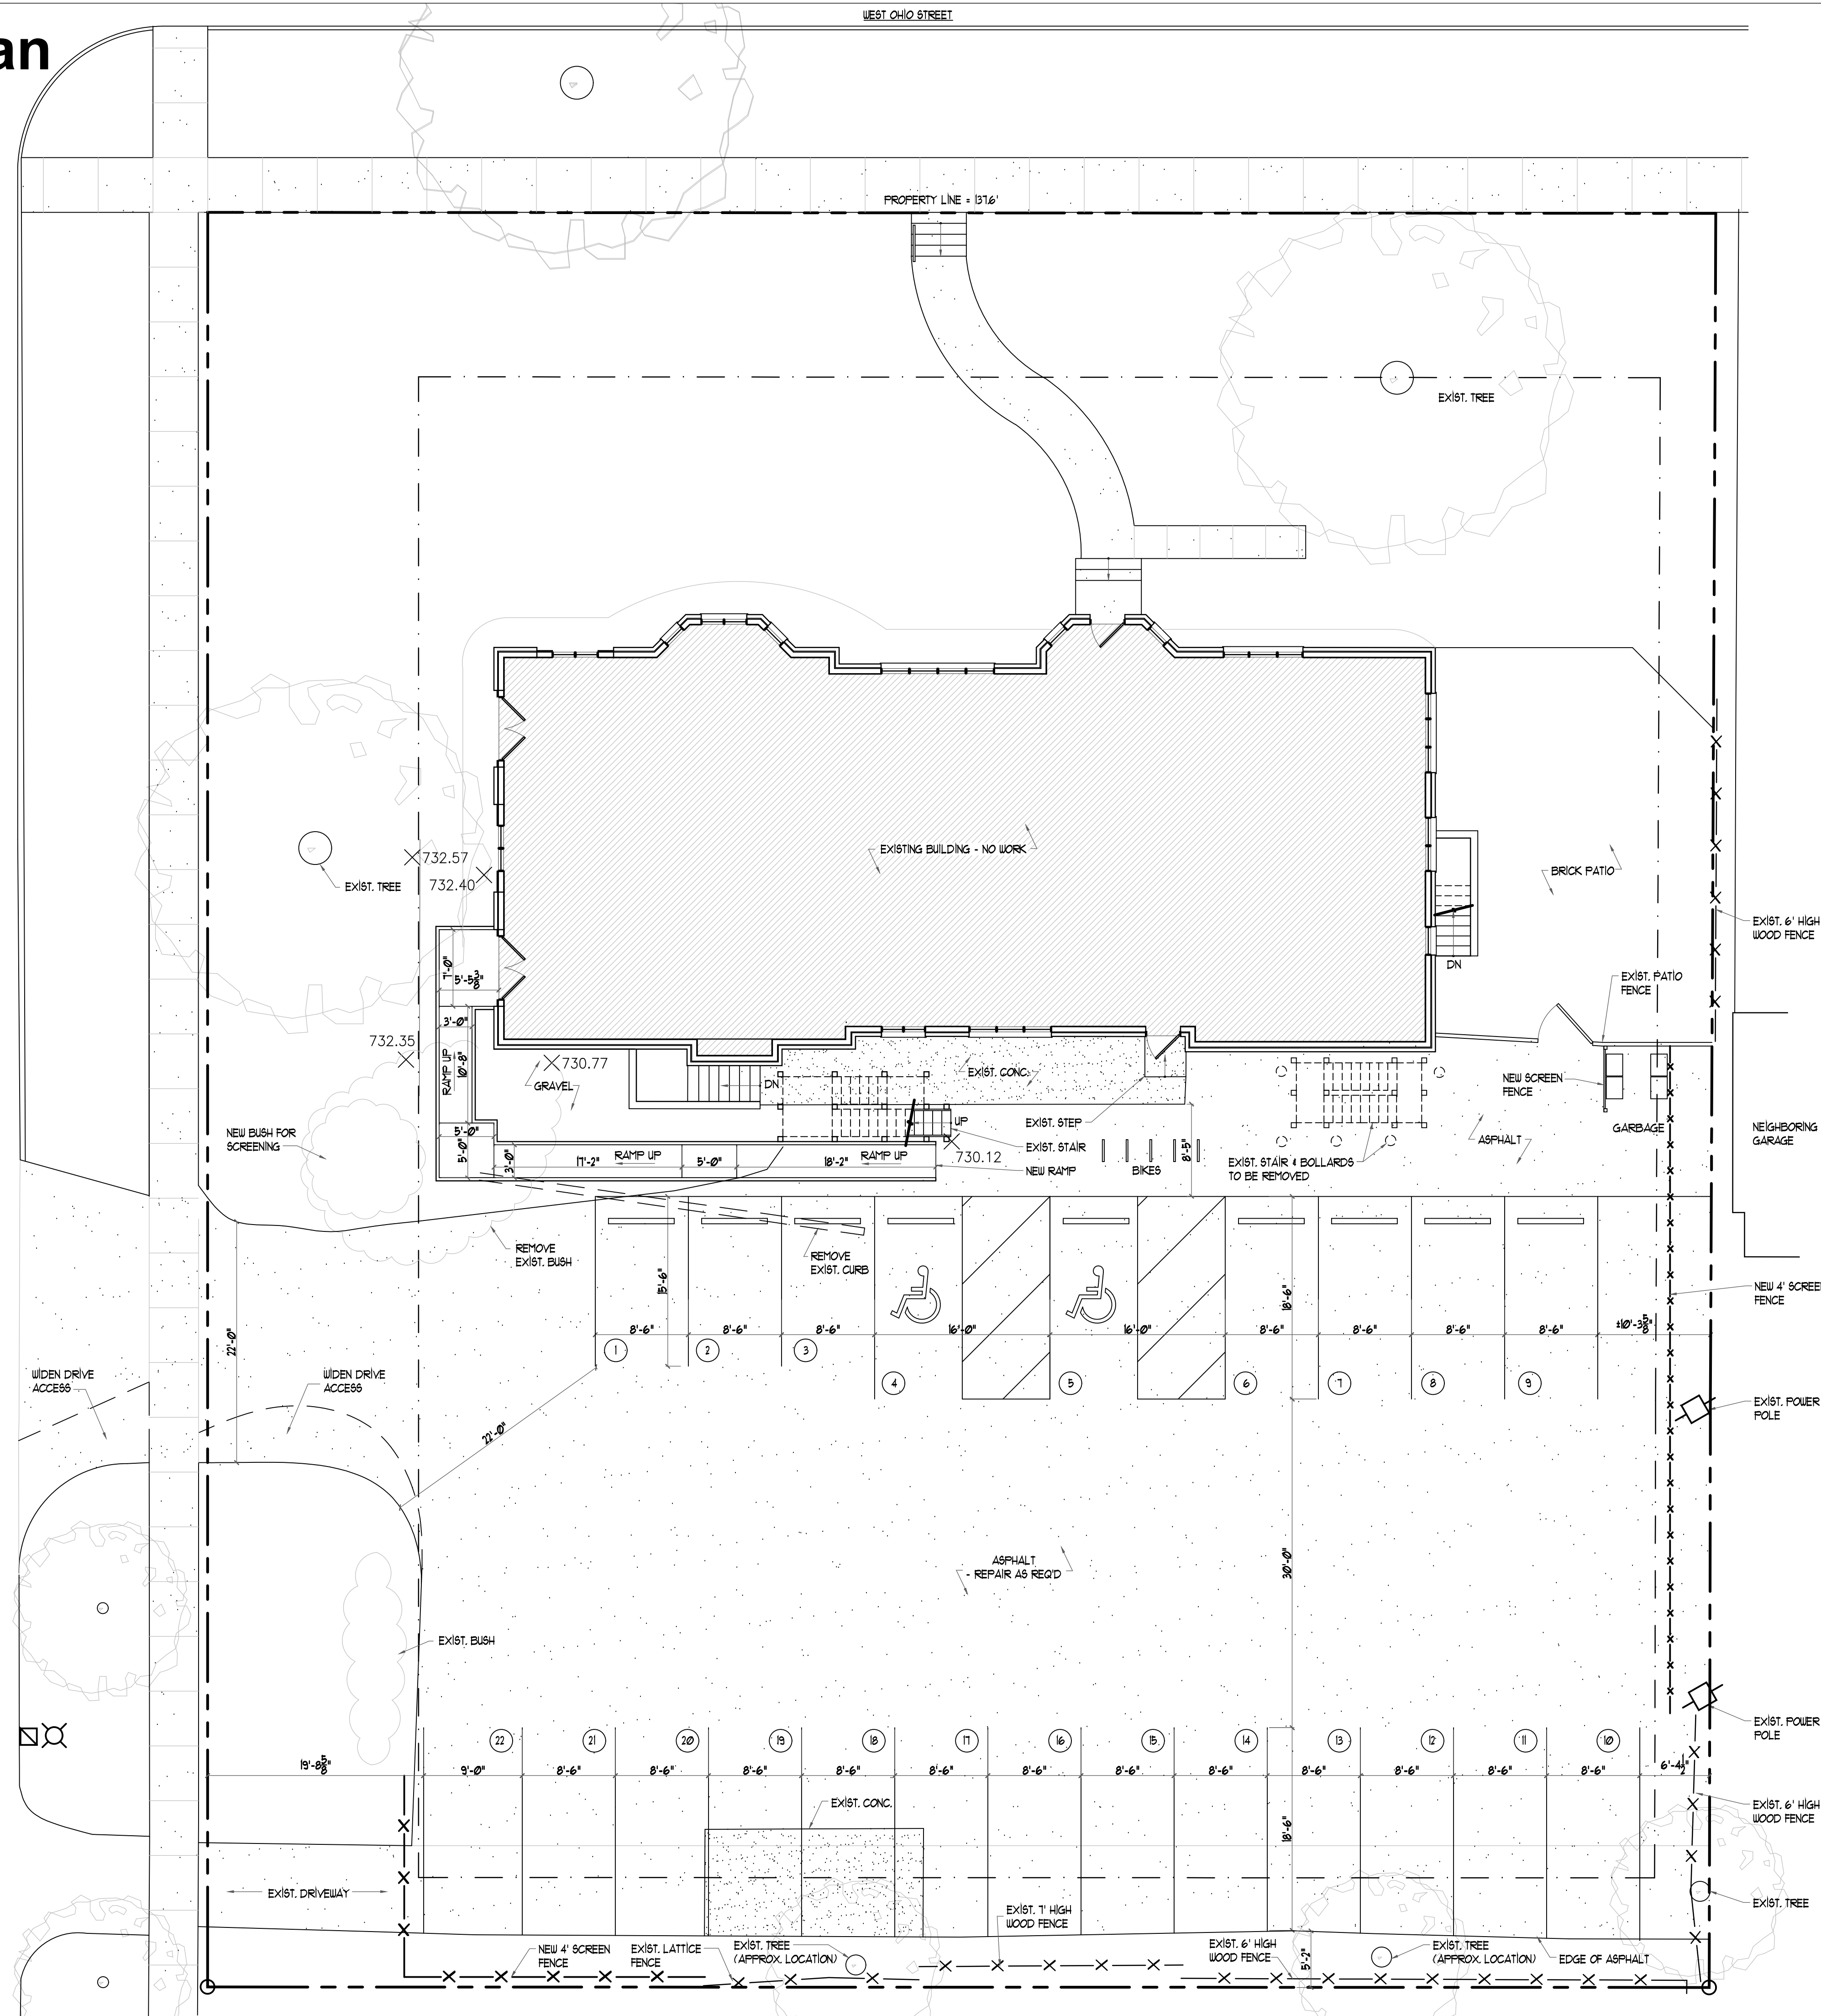 WEST OHIO STREET
an
PROPERTY LINE = 137.6'
EXIST. TREE
EXISTING BUILDING - NO WORK
BRICK PATIO
732.57
732.40
EXIST. TREE
EXIST. 6' HIGH
WOOD FENCE
DN
EXIST. PATIO
FENCE
7'-0"
5'-5 3/8"
3'-0"
732.35
RAMP UP
10'-8"
730.77
GRAVEL
DN
EXIST. CONC.
NEW SCREEN
FENCE
GARBAGE
NEIGHBORING
GARAGE
NEW BUSH FOR
SCREENING
5'-0"
5'-0"
3'-0"
UP
EXIST. STEP
EXIST. STAIR
730.12
NEW RAMP
17'-2"
RAMP UP
5'-0"
18'-2"
RAMP UP
BIKES
8'-5"
ASPHALT
EXIST. STAIR & BOLLARDS
TO BE REMOVED
REMOVE
EXIST. BUSH
REMOVE
EXIST. CURB
15'-6"
18'-6"
NEW 4' SCREE
FENCE
22'-0"
8'-6"
8'-6"
8'-6"
16'-0"
16'-0"
8'-6"
8'-6"
8'-6"
8'-6"
±10'-3 5/8"
1
2
3
4
5
6
7
8
9
WIDEN DRIVE
ACCESS
WIDEN DRIVE
ACCESS
EXIST. POWER
POLE
22'-0"
ASPHALT
- REPAIR AS REQ'D
30'-0"
EXIST. BUSH
EXIST. POWER
POLE
22
21
20
19
18
17
16
15
14
13
12
11
10
19'-8 5/8"
9'-0"
8'-6"
8'-6"
8'-6"
8'-6"
8'-6"
8'-6"
8'-6"
8'-6"
8'-6"
8'-6"
8'-6"
8'-6"
6'-4 1/2"
EXIST. CONC.
18'-6"
EXIST. 6' HIGH
WOOD FENCE
EXIST. DRIVEWAY
EXIST. TREE
EXIST. 7' HIGH
WOOD FENCE
NEW 4' SCREEN
FENCE
EXIST. LATTICE
FENCE
EXIST. TREE
(APPROX. LOCATION)
EXIST. 6' HIGH
WOOD FENCE
5'-2"
EXIST. TREE
(APPROX. LOCATION)
EDGE OF ASPHALT